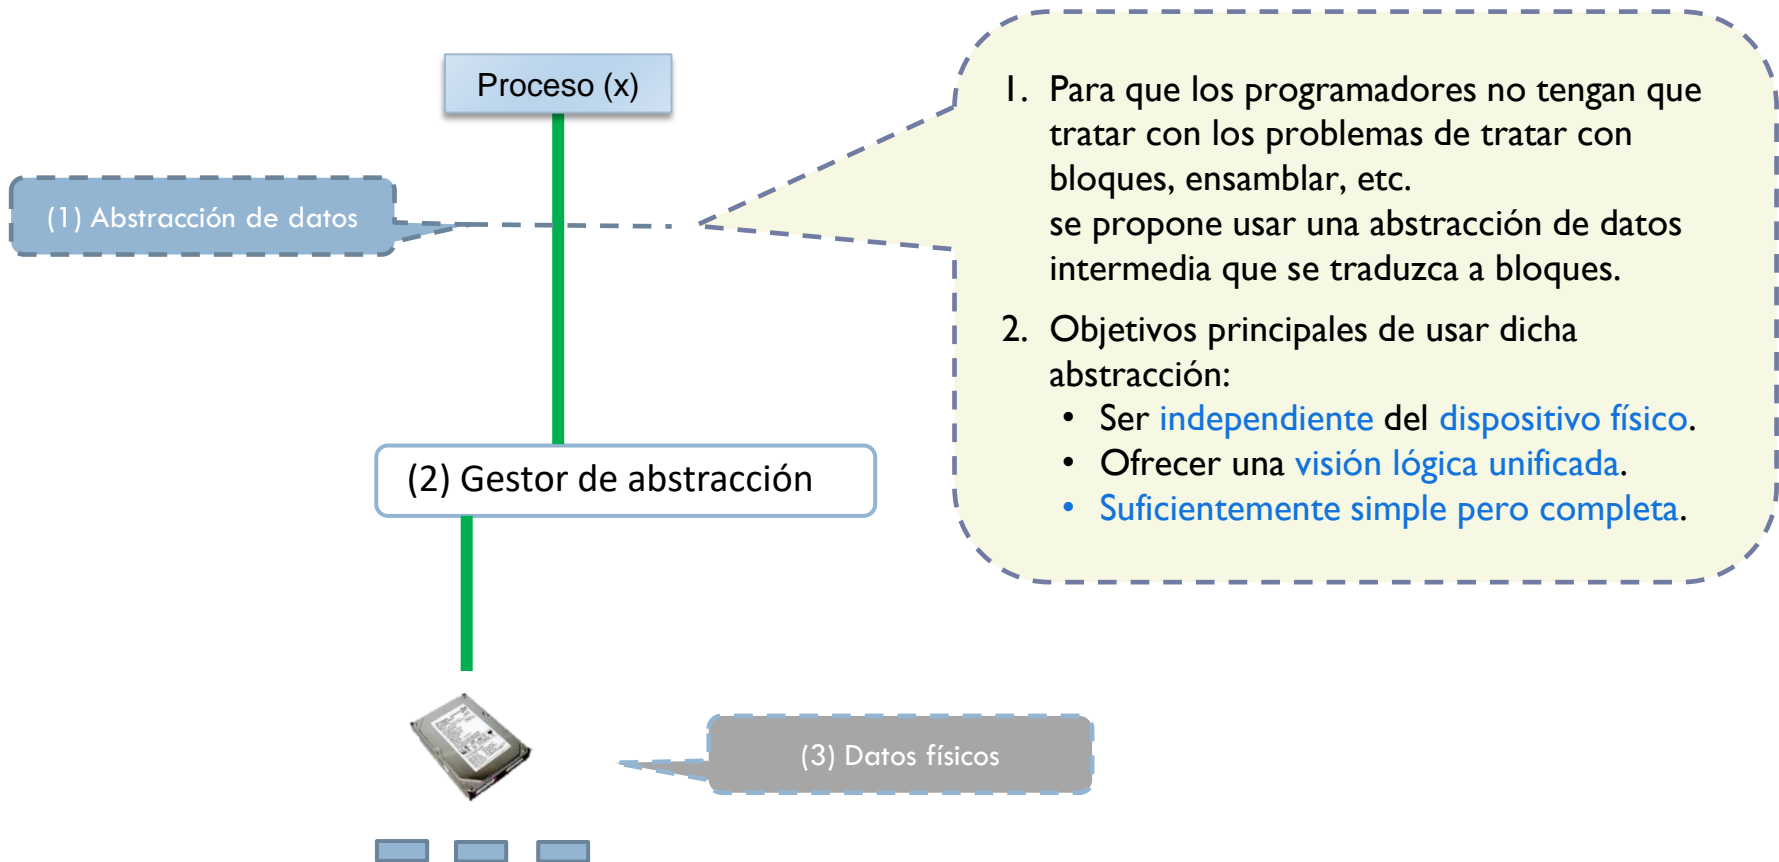 Proceso (x)
(1) Abstracción de datos
1. Para que los programadores no tengan que
tratar con los problemas de tratar con
bloques, ensamblar, etc.
se propone usar una abstracción de datos
intermedia que se traduzca a bloques.
2. Objetivos principales de usar dicha
abstracción:
• Ser independiente del dispositivo físico.
• Ofrecer una visión lógica unificada.
• Suficientemente simple pero completa.
(2) Gestor de abstracción
(3) Datos físicos